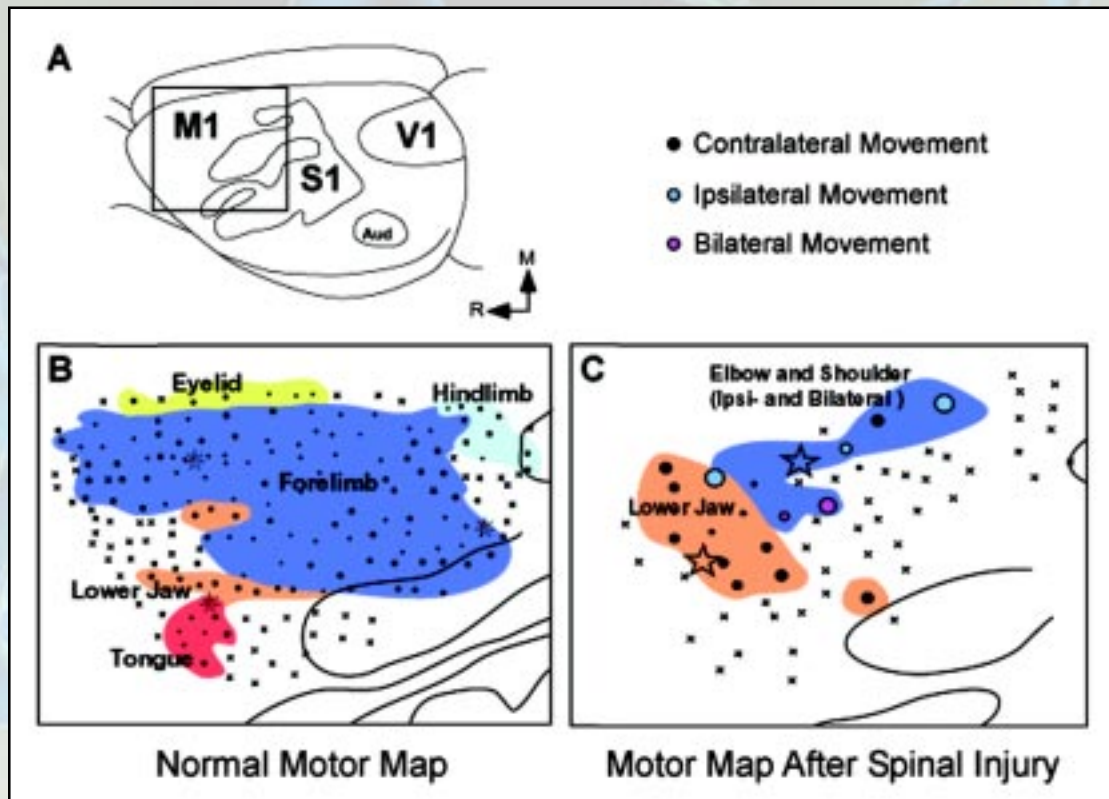 A
M1
S1
V1
Aud
M
R
Contralateral Movement
Ipsilateral Movement
Bilateral Movement
B
Eyelid
Hindlimb
Forelimb
Lower Jaw
Tongue
C
Elbow and Shoulder
(Ipsi- and Bilateral )
Lower Jaw
Normal Motor Map
Motor Map After Spinal Injury